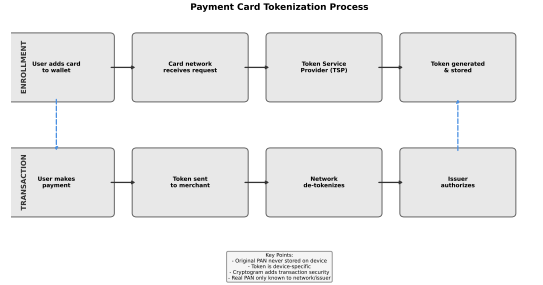 Payment Card Tokenization Process
ENROLLMENT
User adds card
to wallet
Card network
receives request
Token Service
Provider (TSP)
Token generated
& stored
TRANSACTION
User makes
payment
Token sent
to merchant
Network
de-tokenizes
Issuer
authorizes
Key Points:
- Original PAN never stored on device
- Token is device-specific
- Cryptogram adds transaction security
- Real PAN only known to network/issuer